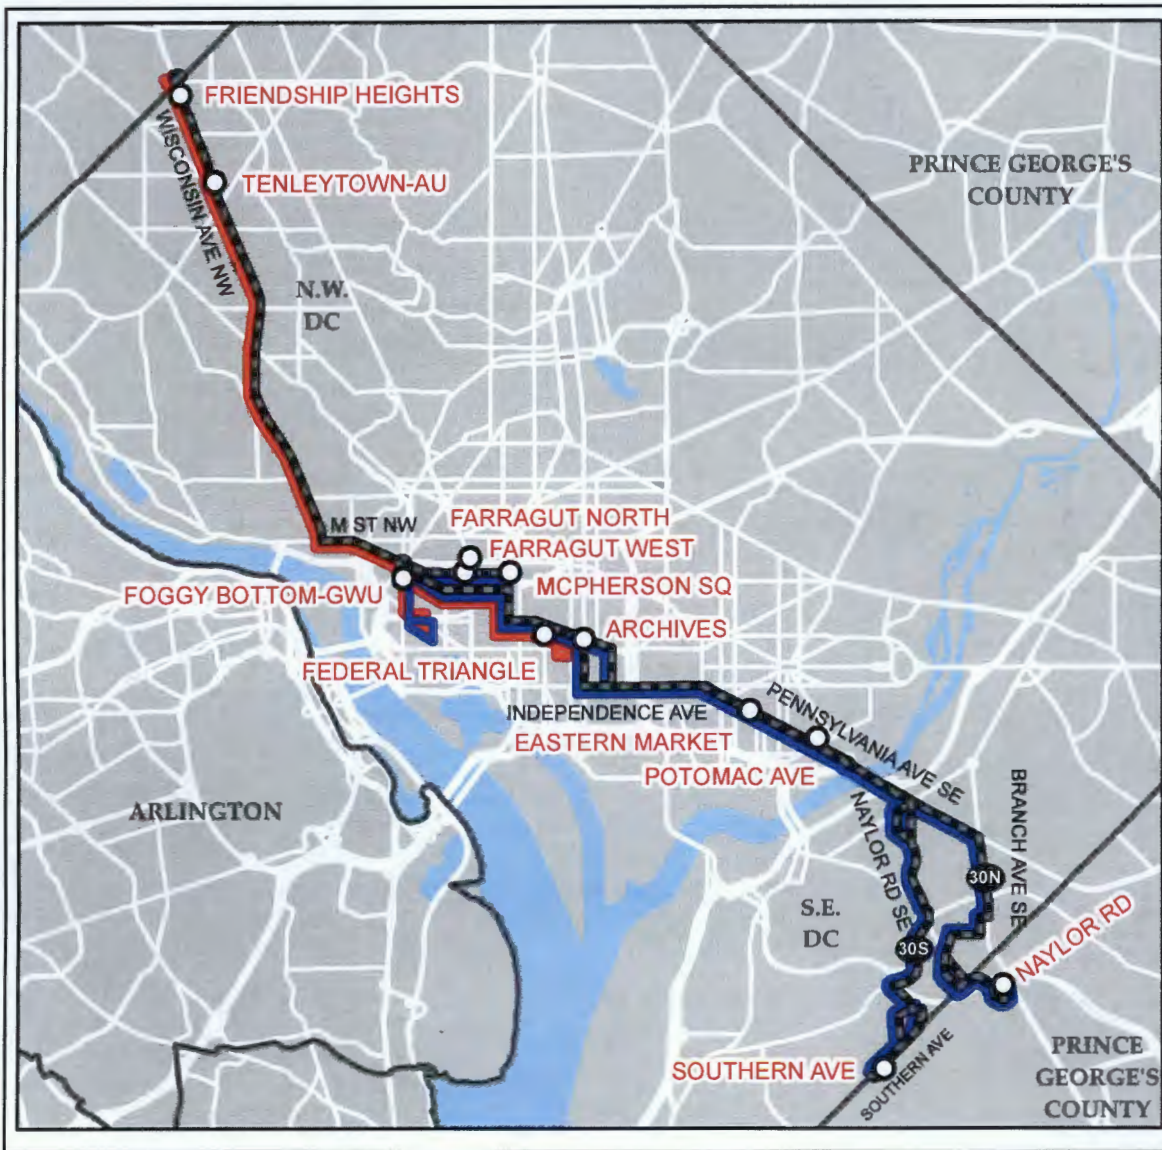 FRIENDSHIP HEIGHTS
WISCONSIN AVE NW
TENLEYTOWN-AU
PRINCE GEORGE'S
COUNTY
N.W.
DC
M ST NW
FARRAGUT NORTH
FARRAGUT WEST
FOGGY BOTTOM-GWU
MCPHERSON SQ
ARCHIVES
FEDERAL TRIANGLE
INDEPENDENCE AVE
PENNSYLVANIA AVE SE
EASTERN MARKET
POTOMAC AVE
ARLINGTON
NAYLOR RD SE
BRANCH AVE SE
30N
S.E.
DC
30S
NAYLOR RD
SOUTHERN AVE
SOUTHERN AVE
PRINCE
GEORGE'S
COUNTY